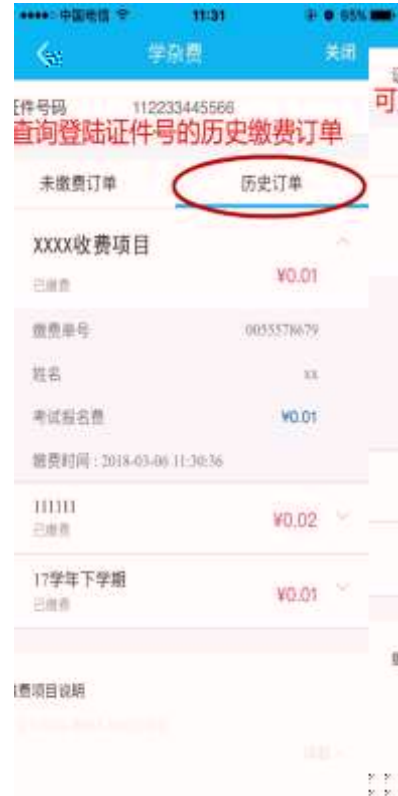 中国电信 11:31 65%
学杂费 关闭
证件号码 112233445566
查询登陆证件号的历史缴费订单
可
未缴费订单 历史订单
XXXX收费项目
已缴费 ¥0.01
缴费单号 0055578679
姓名 xx
考试报名费 ¥0.01
缴费时间 : 2018-03-06 11:30:36
111111
已缴费 ¥0.02
17学年下学期
已缴费 ¥0.01
费项目说明